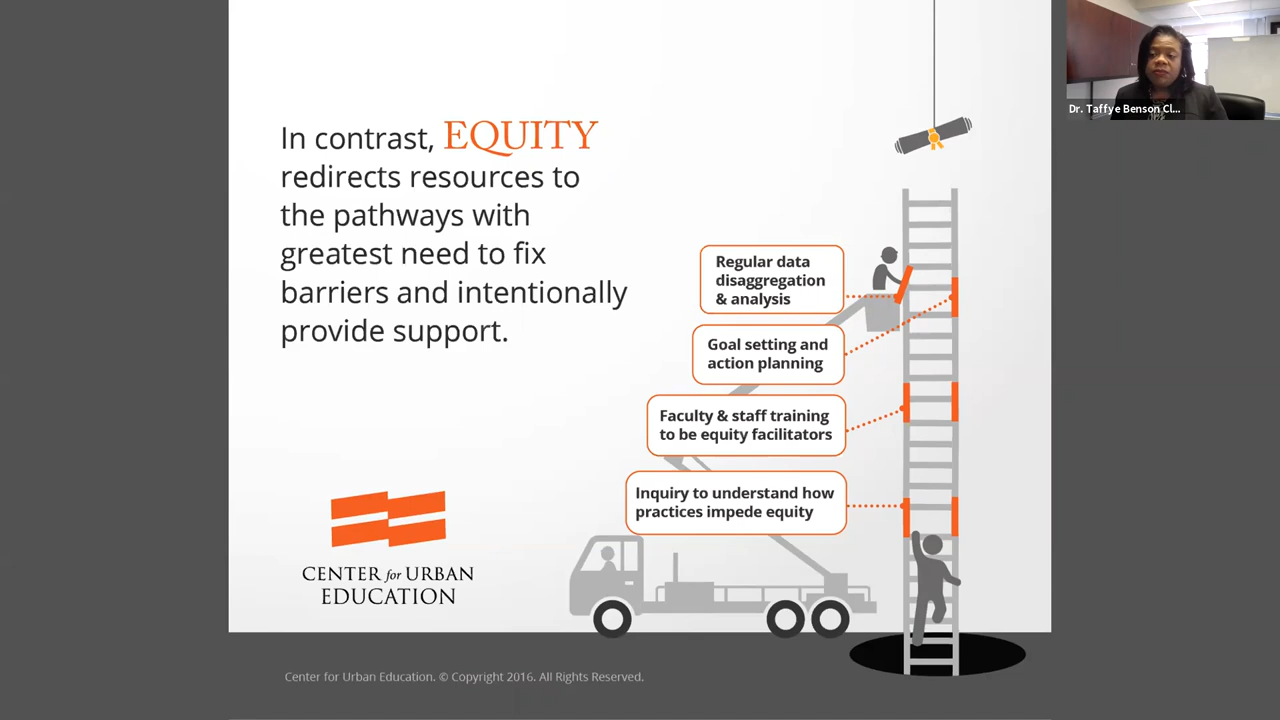 In contrast, EQUITY
redirects resources to
the pathways with
greatest need to fix
barriers and intentionally
provide support.
Regular data
disaggregation
& analysis
Goal setting and
action planning
Faculty & staff training
to be equity facilitators
Inquiry to understand how
practices impede equity
CENTER for URBAN
EDUCATION
Center for Urban Education. © Copyright 2016. All Rights Reserved.
Dr. Taffye Benson Cl...